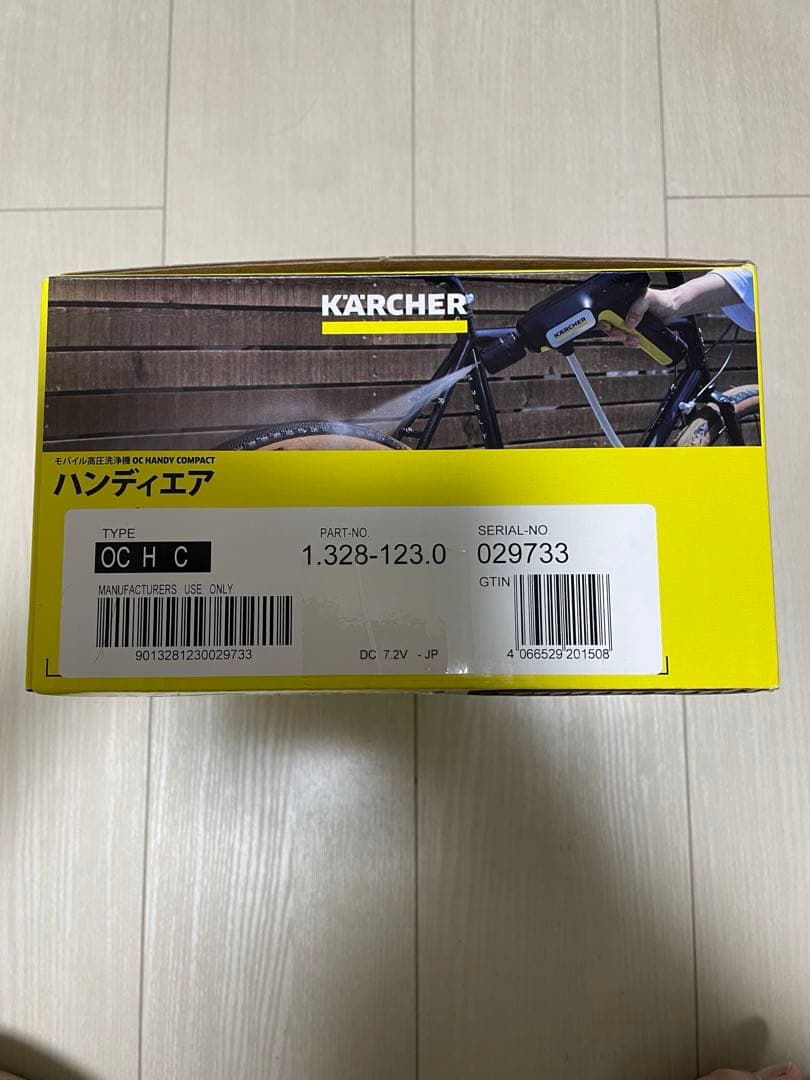 KÄRCHER
KÄRCHER
モバイル高圧洗浄機 OC HANDY COMPACT
ハンディエア
TYPE
OC H C
PART-NO.
1.328-123.0
SERIAL-NO.
029733
MANUFACTURERS USE ONLY
9013281230029733
DC 7.2V - JP
GTIN
4 066529 201508